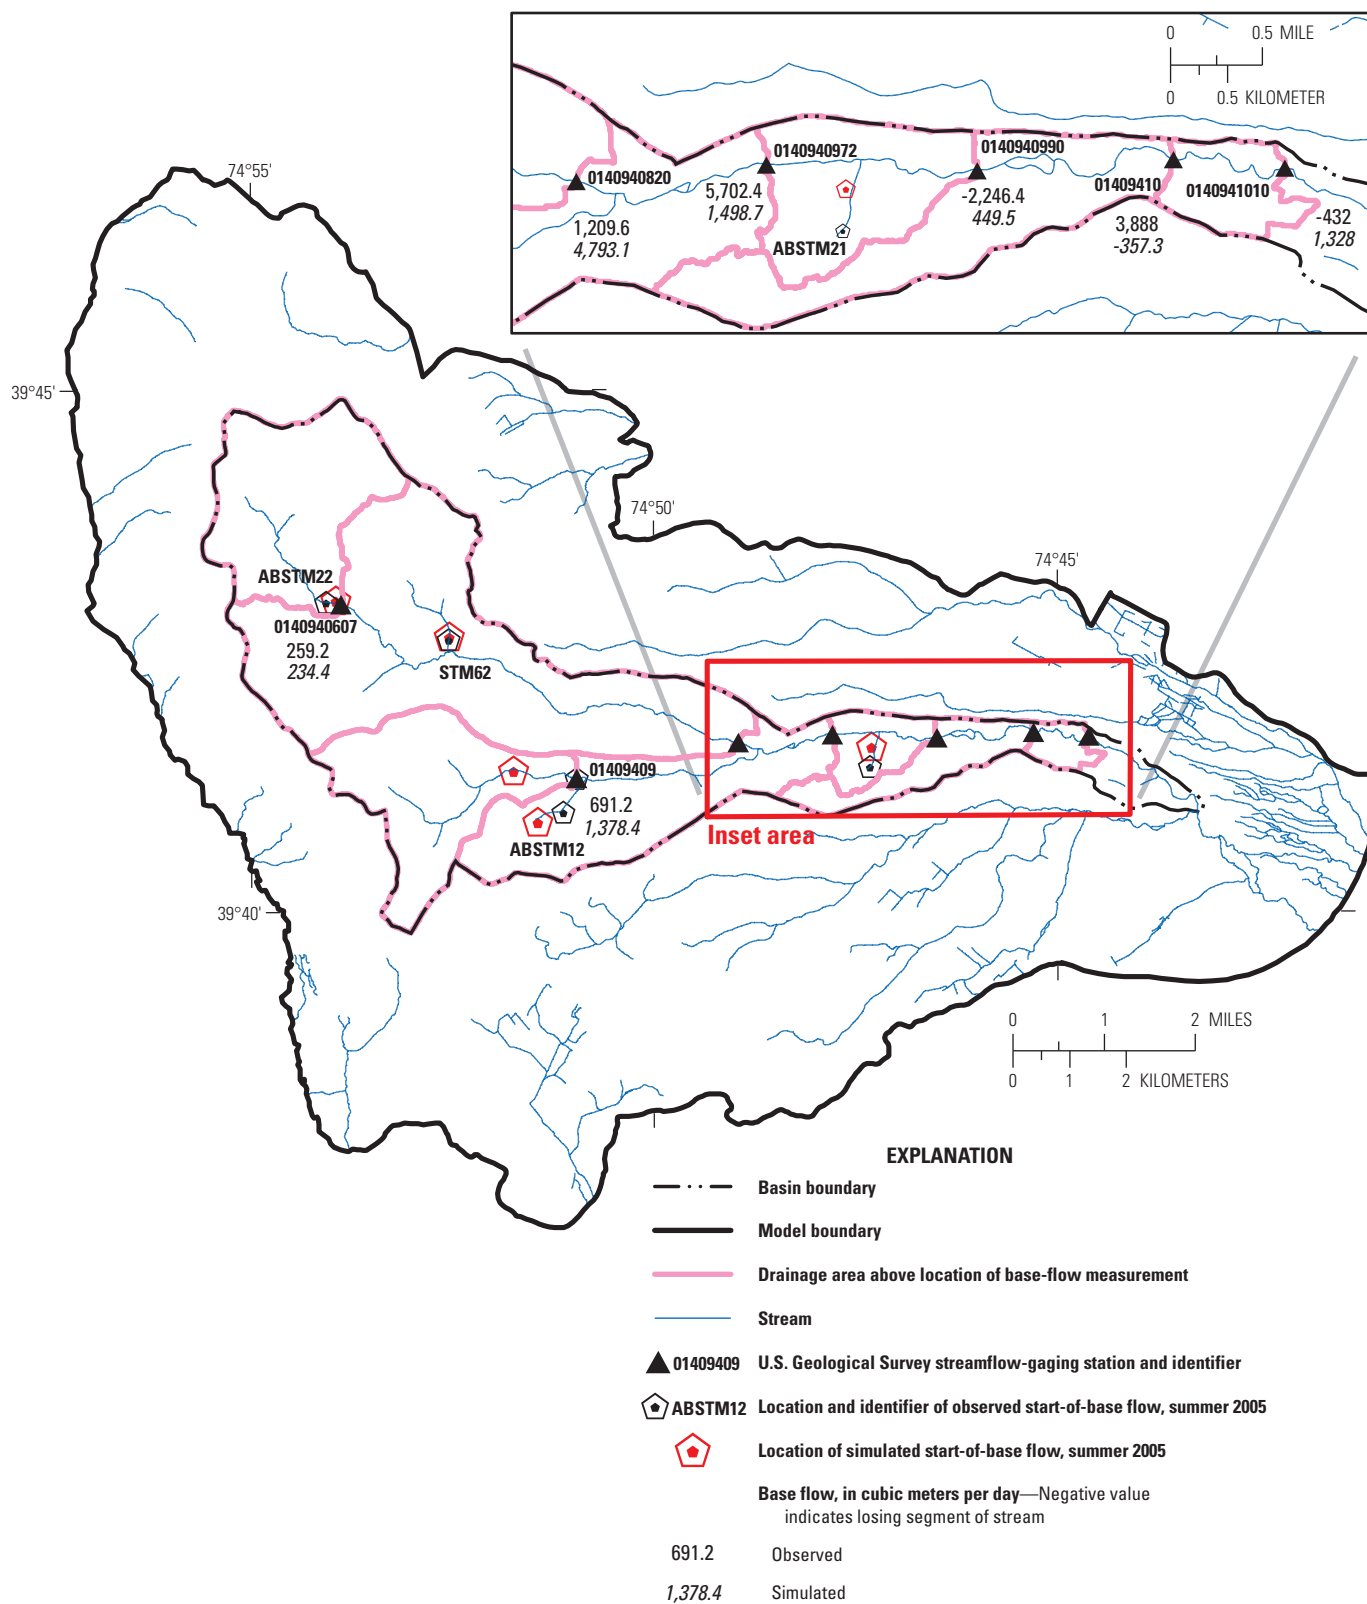 0 0.5 MILE
0 0.5 KILOMETER
0140940820
0140940972
0140940990
01409410
0140941010
1,209.6
4,793.1
5,702.4
1,498.7
ABSTM21
-2,246.4
449.5
3,888
-357.3
-432
1,328
74°55'
39°45'
74°50'
74°45'
ABSTM22
0140940607
259.2
234.4
STM62
01409409
691.2
1,378.4
ABSTM12
Inset area
39°40'
0 1 2 MILES
0 1 2 KILOMETERS
EXPLANATION
Basin boundary
Model boundary
Drainage area above location of base-flow measurement
Stream
01409409 U.S. Geological Survey streamflow-gaging station and identifier
ABSTM12 Location and identifier of observed start-of-base flow, summer 2005
Location of simulated start-of-base flow, summer 2005
Base flow, in cubic meters per day—Negative value
indicates losing segment of stream
691.2 Observed
1,378.4 Simulated